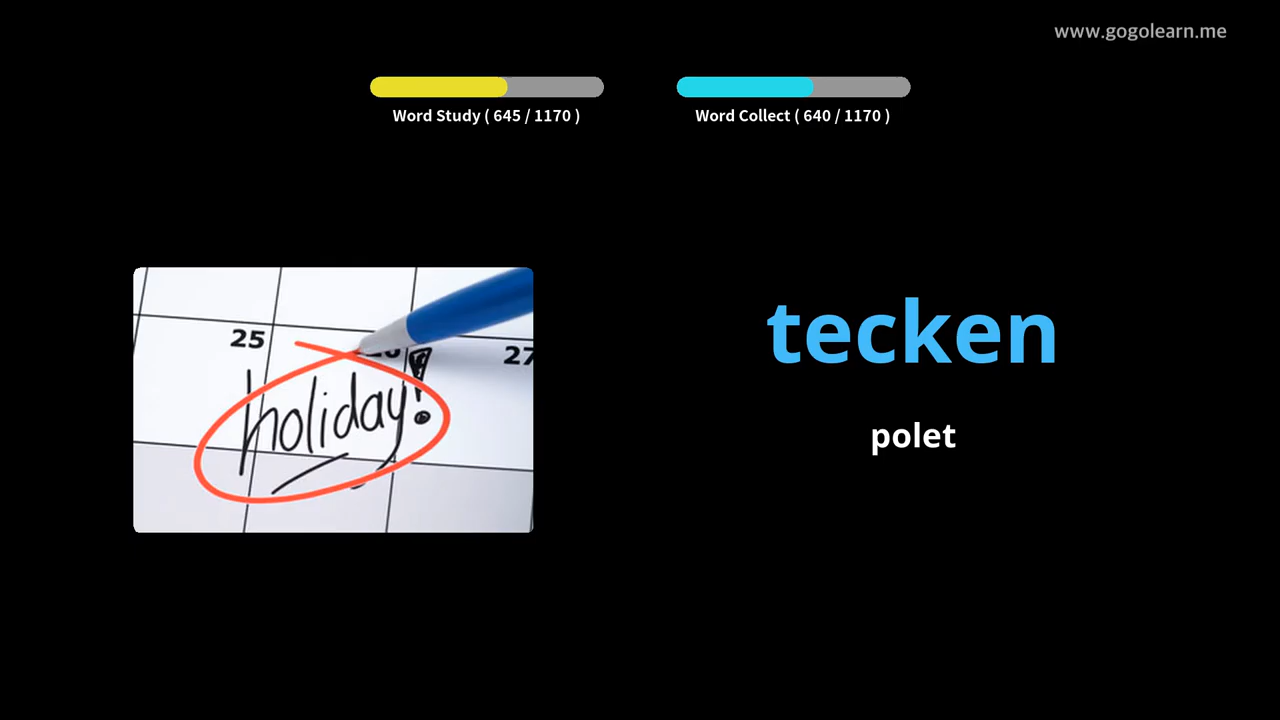 www.gogolearn.me
Word Study ( 645 / 1170 )
Word Collect ( 640 / 1170 )
25
27
holiday!
tecken
polet